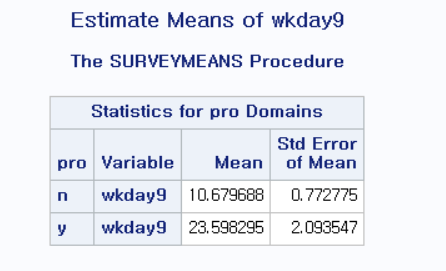 Estimate Means of wkday9
The SURVEYMEANS Procedure
Statistics for pro Domains
pro Variable Mean Std Error of Mean
n wkday9 10.679688 0.772775
y wkday9 23.598295 2.093547